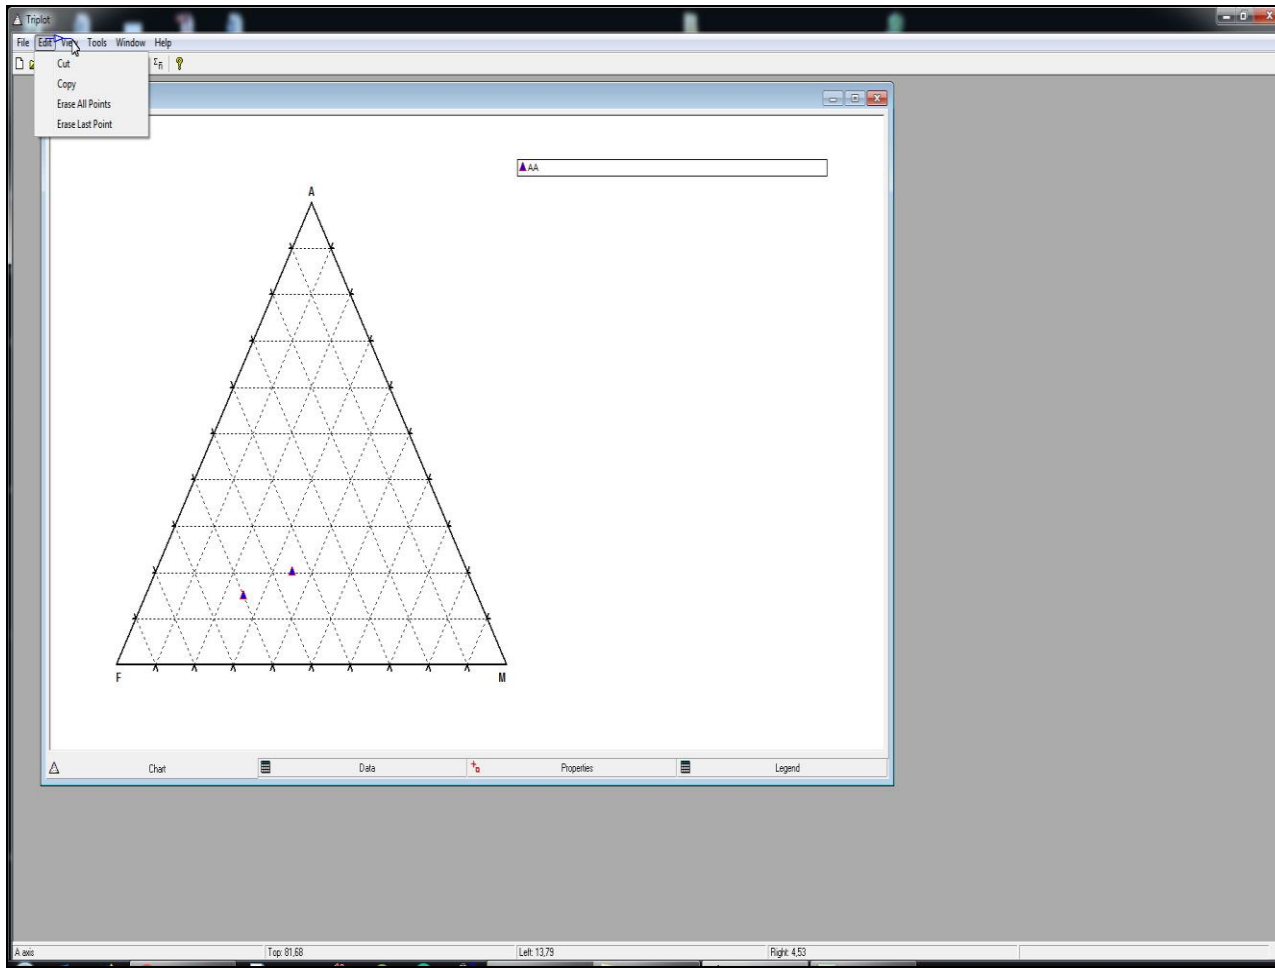 Triplot
File Edit View Tools Window Help
Cut
Copy
Erase All Points
Erase Last Point
AA
A
F
M
Chart Data Properties Legend
A axis Top: 81,68 Left: 13,79 Right: 4,53